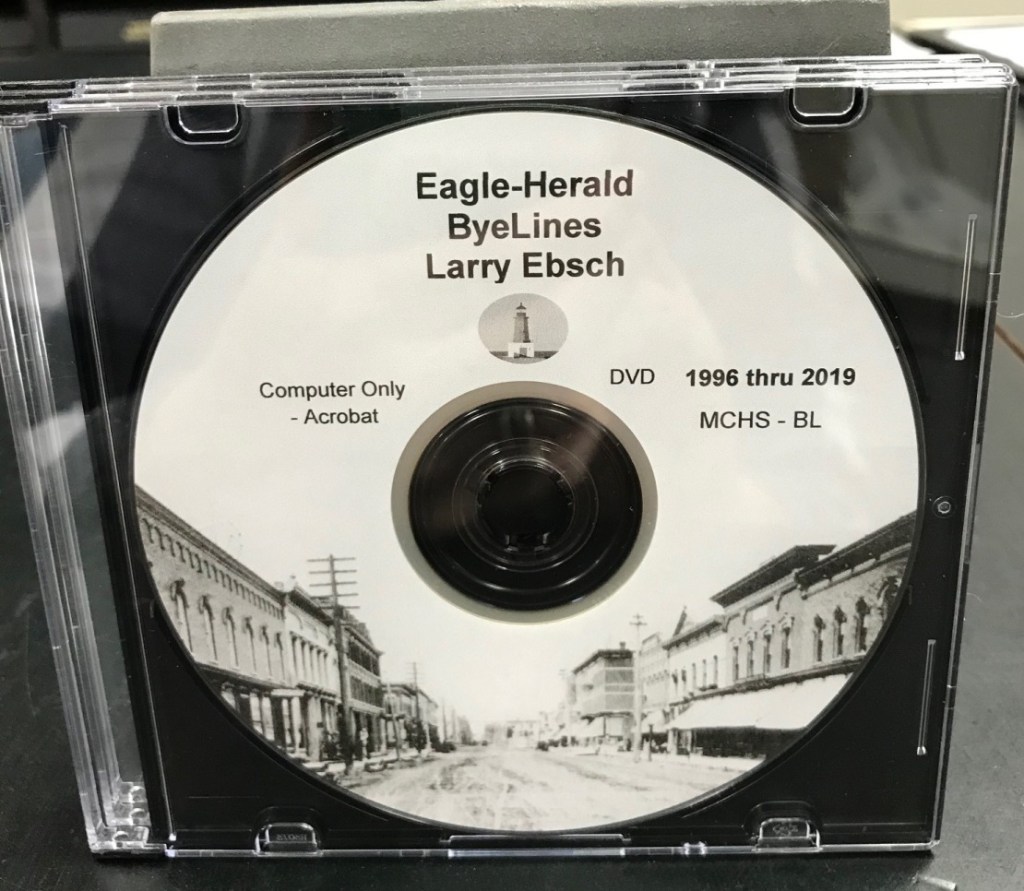 Eagle-Herald
ByeLines
Larry Ebsch
Computer Only
- Acrobat
DVD 1996 thru 2019
MCHS - BL